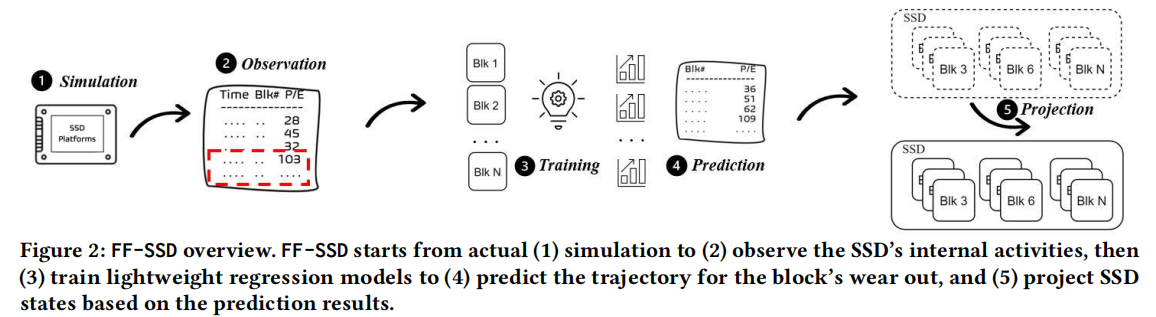 1 Simulation
SSD
Platforms
2 Observation
Time Blk# P/E
.... .. 28
.... .. 45
.... .. 32
.... .. 103
.... .. ....
Blk 1
Blk 2
...
Blk N
3 Training
...
4 Prediction
Blk# P/E
.... 36
.... 51
.... 62
.... 109
.... ....
SSD
Blk 3
Blk 6
Blk N
5 Projection
SSD
Blk 3
Blk 6
Blk N
Figure 2: FF-SSD overview. FF-SSD starts from actual (1) simulation to (2) observe the SSD's internal activities, then
(3) train lightweight regression models to (4) predict the trajectory for the block's wear out, and (5) project SSD
states based on the prediction results.